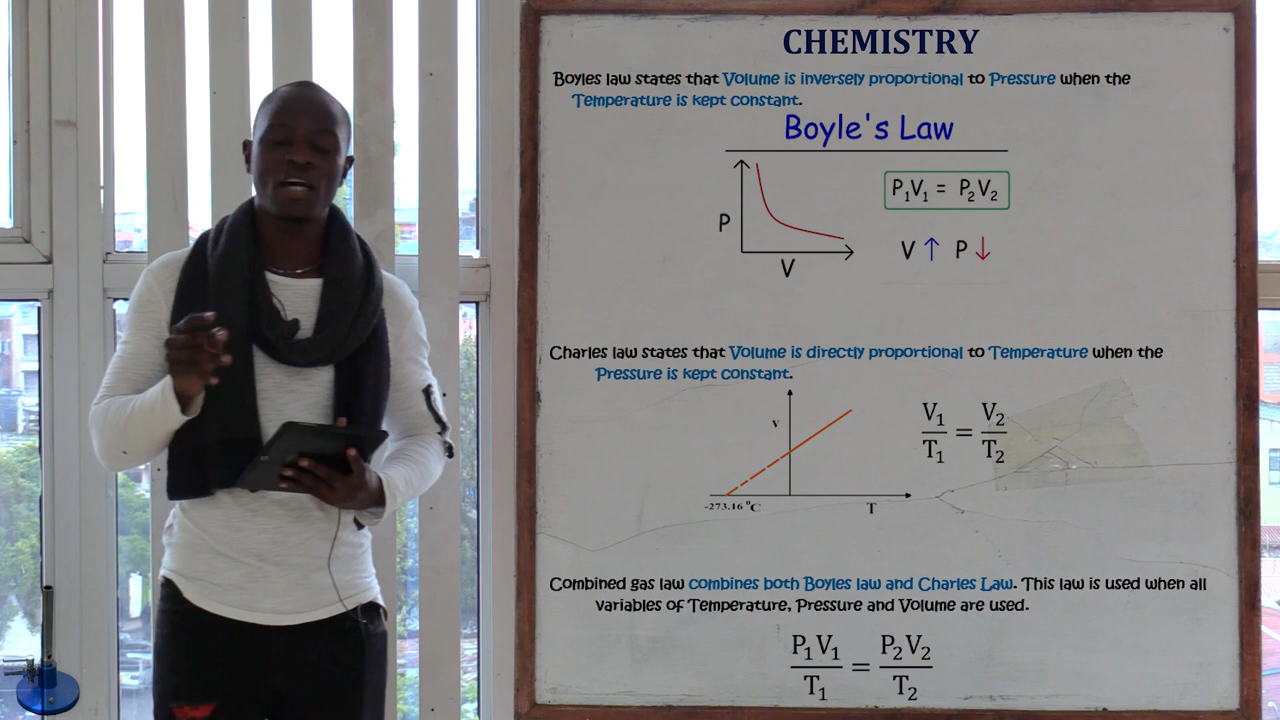 CHEMISTRY
Boyles law states that Volume is inversely proportional to Pressure when the
Temperature is kept constant.
Boyle's Law
P₁V₁ = P₂V₂
P
V ↑ P ↓
V
Charles law states that Volume is directly proportional to Temperature when the
Pressure is kept constant.
V
V₁/T₁ = V₂/T₂
-273.16 °C
T
Combined gas law combines both Boyles law and Charles Law. This law is used when all
variables of Temperature, Pressure and Volume are used.
P₁V₁/T₁ = P₂V₂/T₂